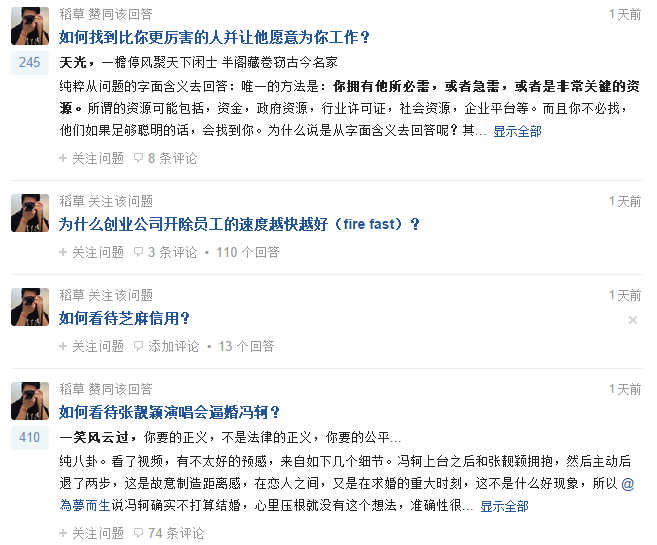 稻草 赞同该回答 1天前
如何找到比你更厉害的人并让他愿意为你工作？
245 天光，一檐停风聚天下闲士 半阁藏卷窃古今名家
纯粹从问题的字面含义去回答：唯一的方法是：你拥有他所必需，或者急需，或者是非常关键的资
源。所谓的资源可能包括，资金，政府资源，行业许可证，社会资源，企业平台等。而且你不必找，
他们如果足够聪明的话，会找到你。为什么说是从字面含义去回答呢？其... 显示全部
+ 关注问题 8 条评论
稻草 关注该问题 1天前
为什么创业公司开除员工的速度越快越好（fire fast）？
+ 关注问题 3 条评论 • 110 个回答
稻草 关注该问题 1天前
如何看待芝麻信用？ ×
+ 关注问题 添加评论 • 13 个回答
稻草 赞同该回答 1天前
如何看待张靓颖演唱会逼婚冯轲？
410 一笑风云过，你要的正义，不是法律的正义，你要的公平...
纯八卦。看了视频，有不太好的预感，来自如下几个细节。冯轲上台之后和张靓颖拥抱，然后主动后
退了两步，这是故意制造距离感，在恋人之间，又是在求婚的重大时刻，这不是什么好现象，所以 @
為夢而生说冯轲确实不打算结婚，心里压根就没有这个想法，准确性很... 显示全部
+ 关注问题 74 条评论